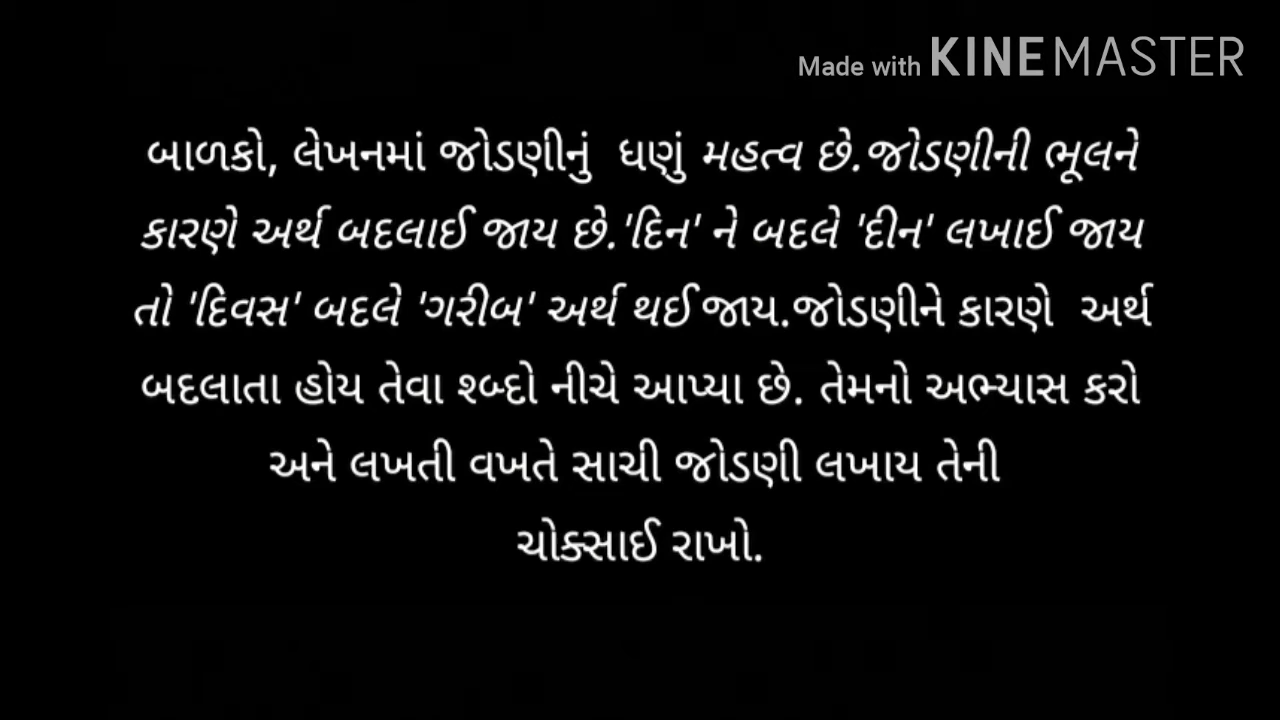 Made with KINEMASTER
બાળકો, લેખનમાં જોડણીનું ઘણું મહત્વ છે.જોડણીની ભૂલને
કારણે અર્થ બદલાઈ જાય છે.'દિન' ને બદલે 'દીન' લખાઈ જાય
તો 'દિવસ' બદલે 'ગરીબ' અર્થ થઈ જાય.જોડણીને કારણે અર્થ
બદલાતા હોય તેવા શ્બ્દો નીચે આપ્યા છે. તેમનો અભ્યાસ કરો
અને લખતી વખતે સાચી જોડણી લખાય તેની
ચોક્સાઈ રાખો.